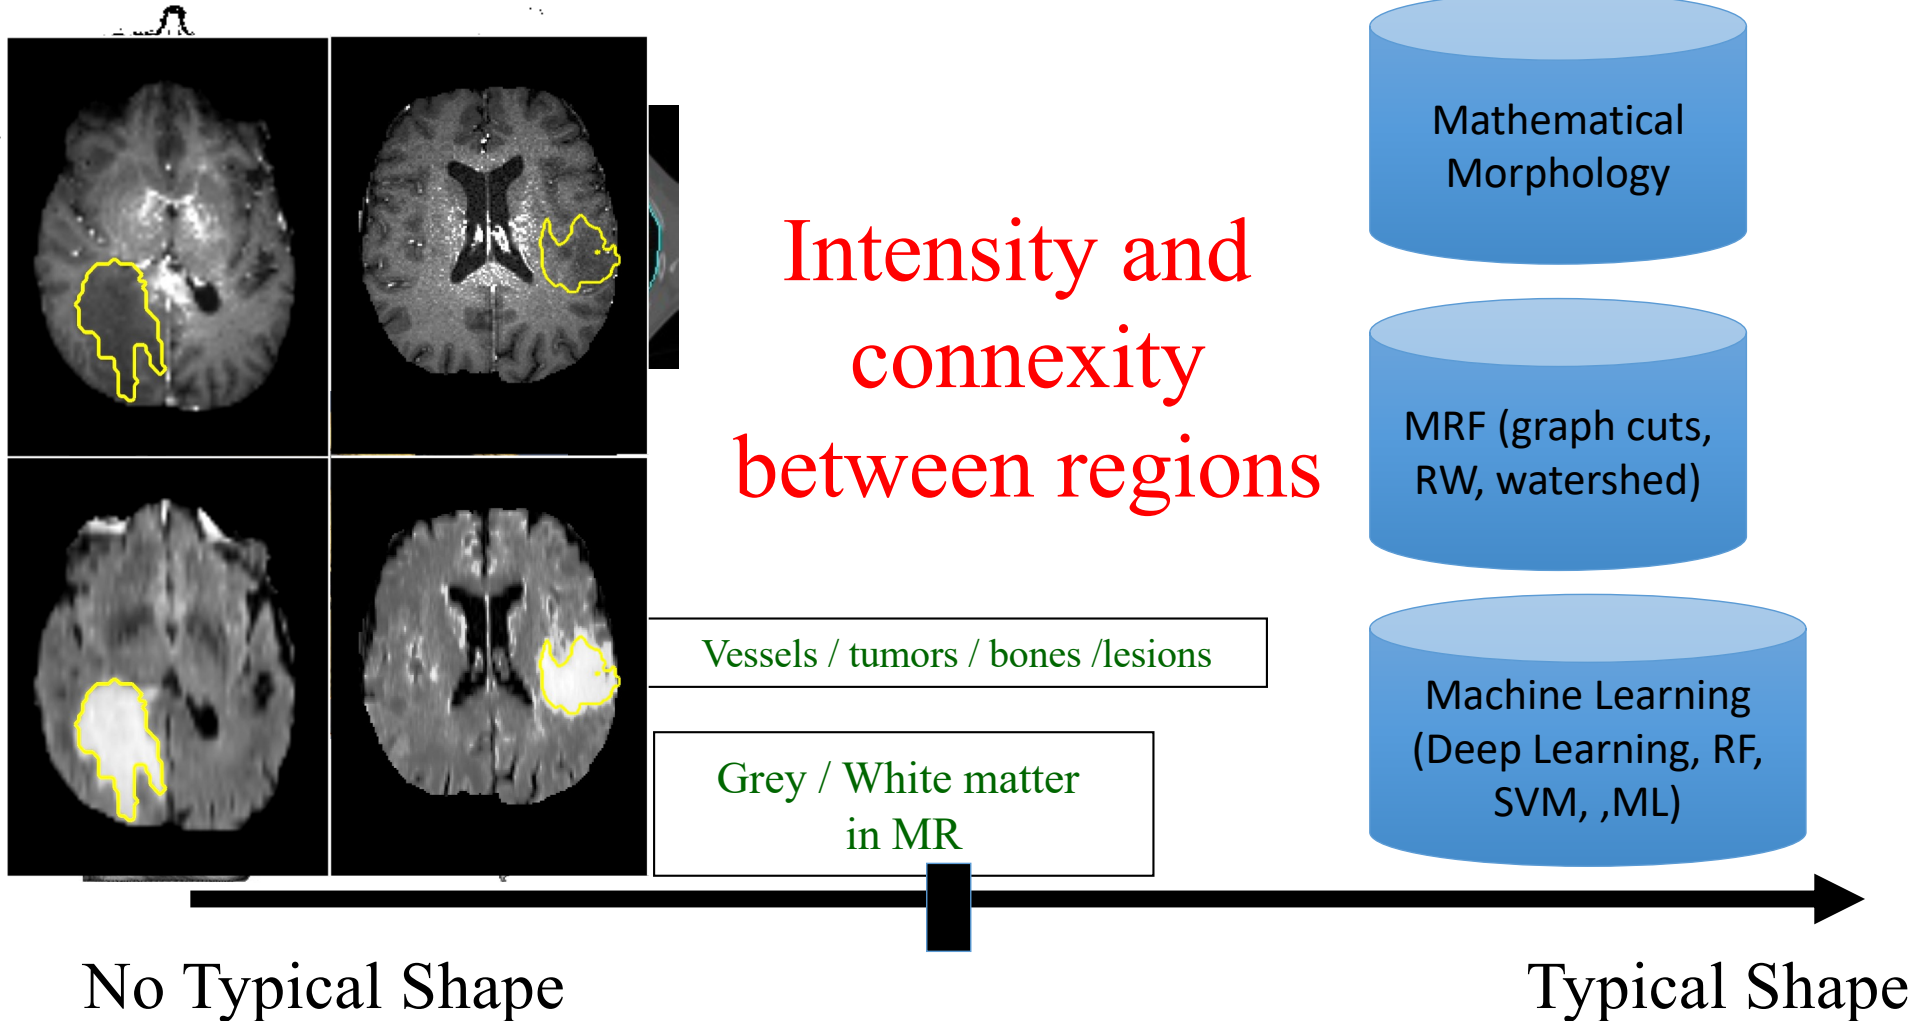 Intensity and
connexity
between regions
Vessels / tumors / bones /lesions
Grey / White matter
in MR
Mathematical
Morphology
MRF (graph cuts,
RW, watershed)
Machine Learning
(Deep Learning, RF,
SVM, ,ML)
No Typical Shape
Typical Shape